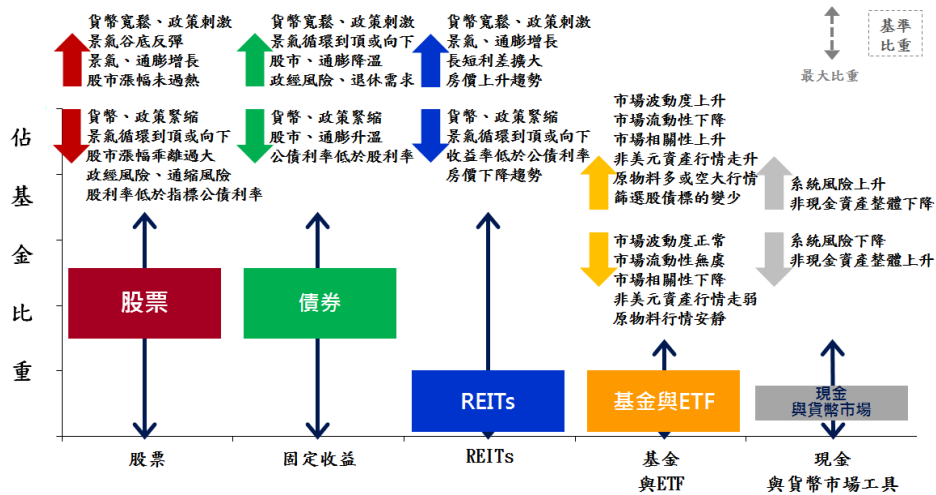 貨幣寬鬆、政策刺激
景氣谷底反彈
景氣、通膨增長
股市漲幅未過熱
貨幣寬鬆、政策刺激
景氣循環到頂或向下
股市、通膨降溫
政經風險、退休需求
貨幣寬鬆、政策刺激
景氣、通膨增長
長短利差擴大
房價上升趨勢
基準
比重
最大比重
貨幣、政策緊縮
景氣循環到頂或向下
股市漲幅乖離過大
政經風險、通縮風險
股利率低於指標公債利率
貨幣、政策緊縮
股市、通膨升溫
公債利率低於股利率
貨幣、政策緊縮
景氣循環到頂或向下
收益率低於公債利率
房價下降趨勢
市場波動度上升
市場流動性下降
市場相關性上升
非美元資產行情走升
原物料多或空大行情
篩選股債標的變少
系統風險上升
非現金資產整體下降
市場波動度正常
市場流動性無虞
市場相關性下降
非美元資產行情走弱
原物料行情安靜
系統風險下降
非現金資產整體上升
佔基金比重
股票
債券
REITs
基金與ETF
現金
與貨幣市場
股票
固定收益
REITs
基金
與ETF
現金
與貨幣市場工具